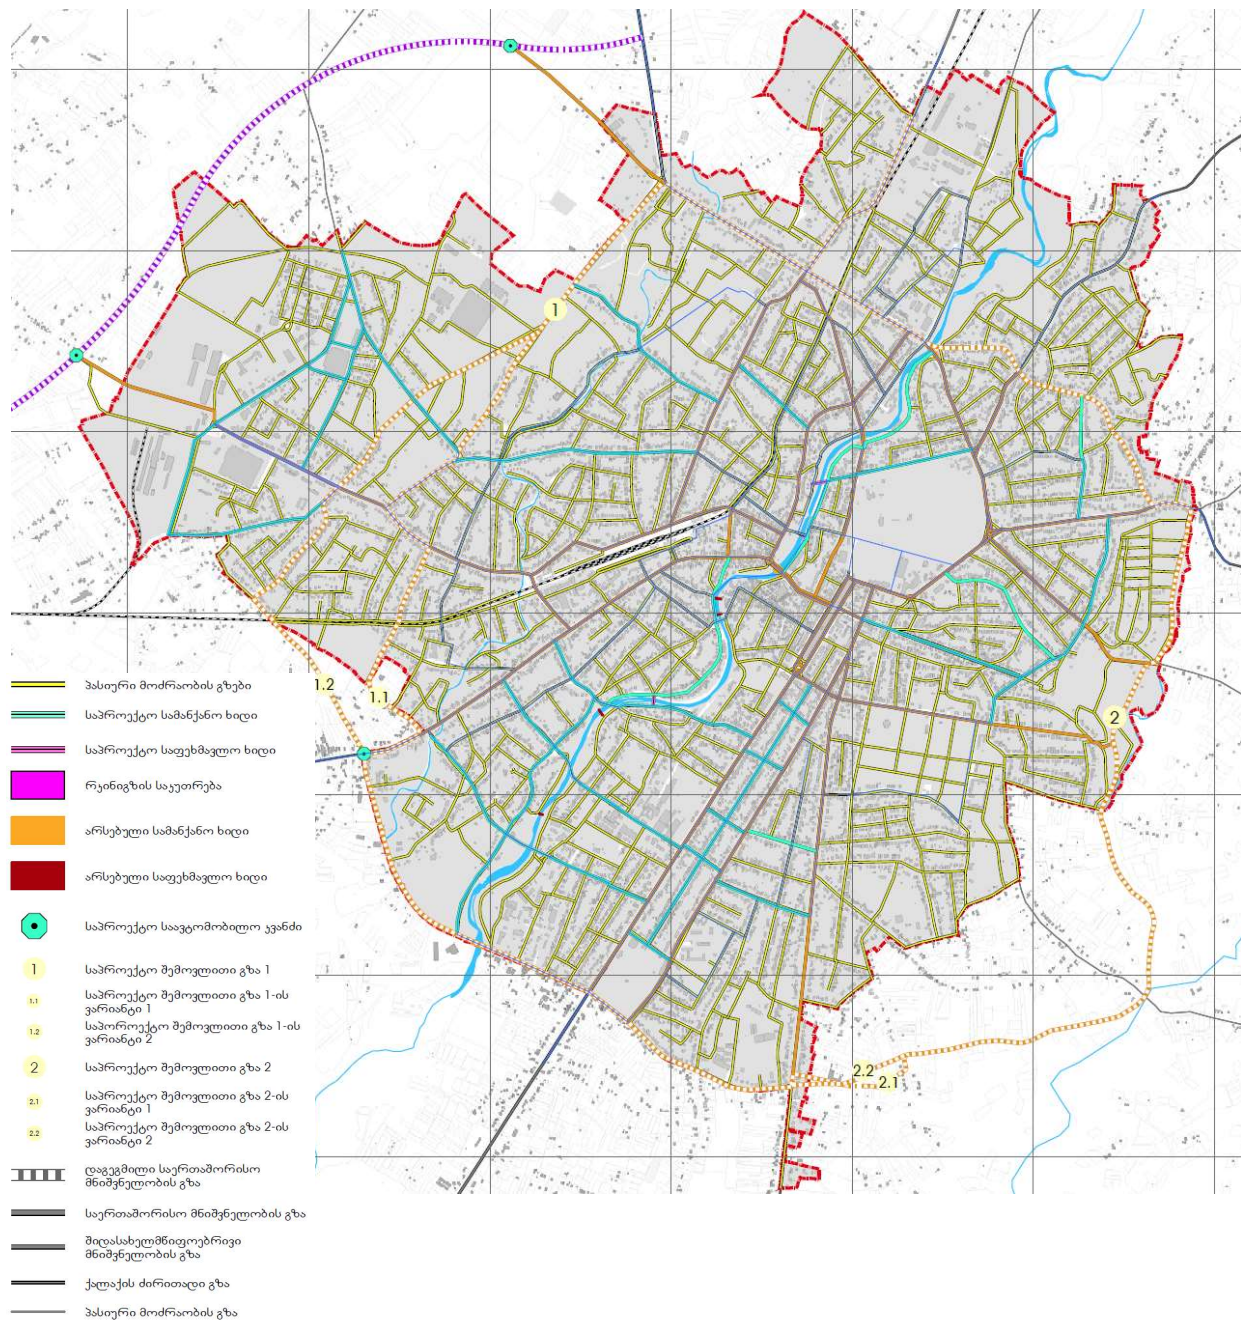 1
1.2
1.1
2
2.2
2.1
პასიური მოძრაობის გზები
საპროექტო სამანქანო ხიდი
საპროექტო საფეხმავლო ხიდი
რკინიგზის საკუთრება
არსებული სამანქანო ხიდი
არსებული საფეხმავლო ხიდი
საპროექტო საავტომობილო კვანძი
1 საპროექტო შემოვლითი გზა 1
1.1 საპროექტო შემოვლითი გზა 1-ის
ვარიანტი 1
1.2 საპოროექტო შემოვლითი გზა 1-ის
ვარიანტი 2
2 საპროექტო შემოვლითი გზა 2
2.1 საპროექტო შემოვლითი გზა 2-ის
ვარიანტი 1
2.2 საპროექტო შემოვლითი გზა 2-ის
ვარიანტი 2
დაგეგმილი საერთაშორისო
მნიშვნელობის გზა
საერთაშორისო მნიშვნელობის გზა
შიდასახელმწიფოებრივი
მნიშვნელობის გზა
ქალაქის ძირითადი გზა
პასიური მოძრაობის გზა